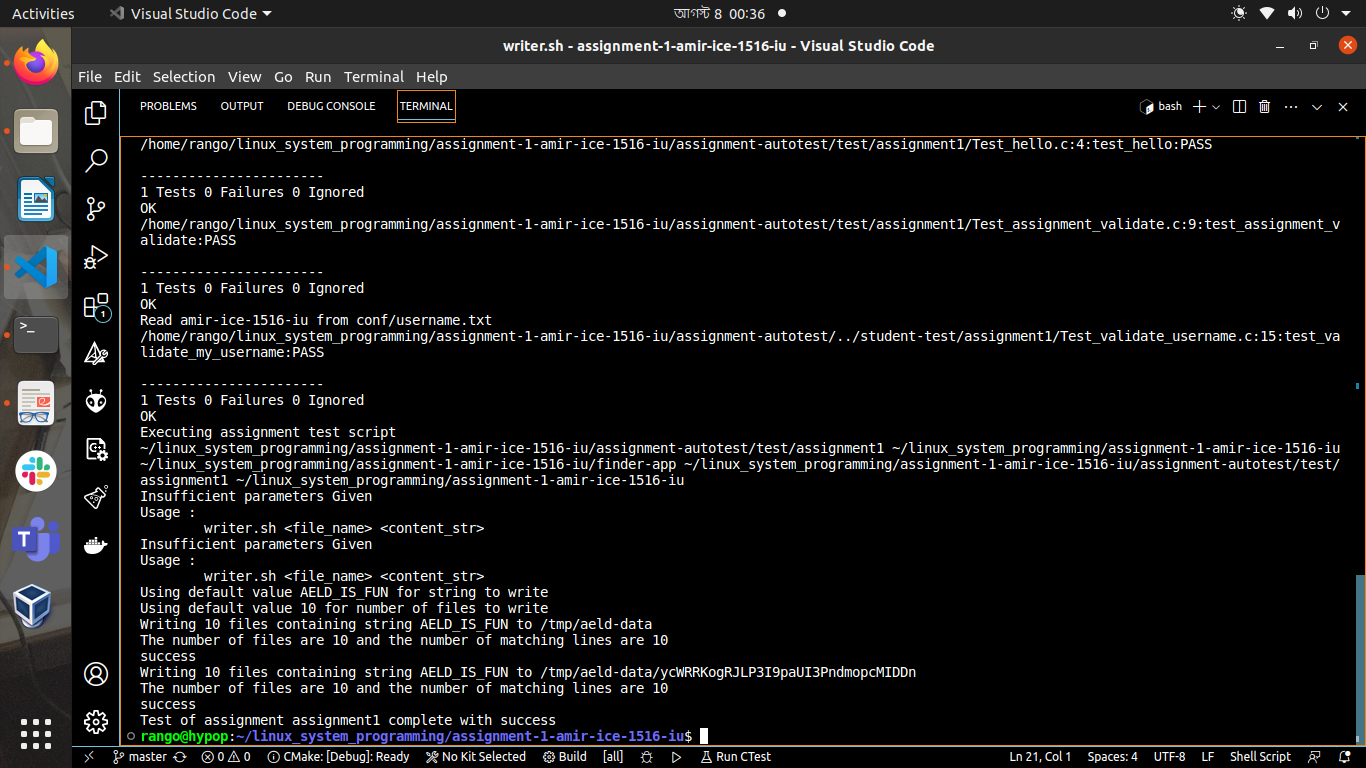 Activities Visual Studio Code আগস্ট 8 00:36
writer.sh - assignment-1-amir-ice-1516-iu - Visual Studio Code
File Edit Selection View Go Run Terminal Help
PROBLEMS OUTPUT DEBUG CONSOLE TERMINAL bash
/home/rango/linux_system_programming/assignment-1-amir-ice-1516-iu/assignment-autotest/test/assignment1/Test_hello.c:4:test_hello:PASS
-----------------------
1 Tests 0 Failures 0 Ignored
OK
/home/rango/linux_system_programming/assignment-1-amir-ice-1516-iu/assignment-autotest/test/assignment1/Test_assignment_validate.c:9:test_assignment_v
alidate:PASS
-----------------------
1 Tests 0 Failures 0 Ignored
OK
Read amir-ice-1516-iu from conf/username.txt
/home/rango/linux_system_programming/assignment-1-amir-ice-1516-iu/assignment-autotest/../student-test/assignment1/Test_validate_username.c:15:test_va
lidate_my_username:PASS
-----------------------
1 Tests 0 Failures 0 Ignored
OK
Executing assignment test script
~/linux_system_programming/assignment-1-amir-ice-1516-iu/assignment-autotest/test/assignment1 ~/linux_system_programming/assignment-1-amir-ice-1516-iu
~/linux_system_programming/assignment-1-amir-ice-1516-iu/finder-app ~/linux_system_programming/assignment-1-amir-ice-1516-iu/assignment-autotest/test/
assignment1 ~/linux_system_programming/assignment-1-amir-ice-1516-iu
Insufficient parameters Given
Usage :
writer.sh <file_name> <content_str>
Insufficient parameters Given
Usage :
writer.sh <file_name> <content_str>
Using default value AELD_IS_FUN for string to write
Using default value 10 for number of files to write
Writing 10 files containing string AELD_IS_FUN to /tmp/aeld-data
The number of files are 10 and the number of matching lines are 10
success
Writing 10 files containing string AELD_IS_FUN to /tmp/aeld-data/ycWRRKogRJLP3I9paUI3PndmopcMIDDn
The number of files are 10 and the number of matching lines are 10
success
Test of assignment assignment1 complete with success
rango@hypop:~/linux_system_programming/assignment-1-amir-ice-1516-iu$
master 0 0 CMake: [Debug]: Ready No Kit Selected Build [all] Run CTest Ln 21, Col 1 Spaces: 4 UTF-8 LF Shell Script